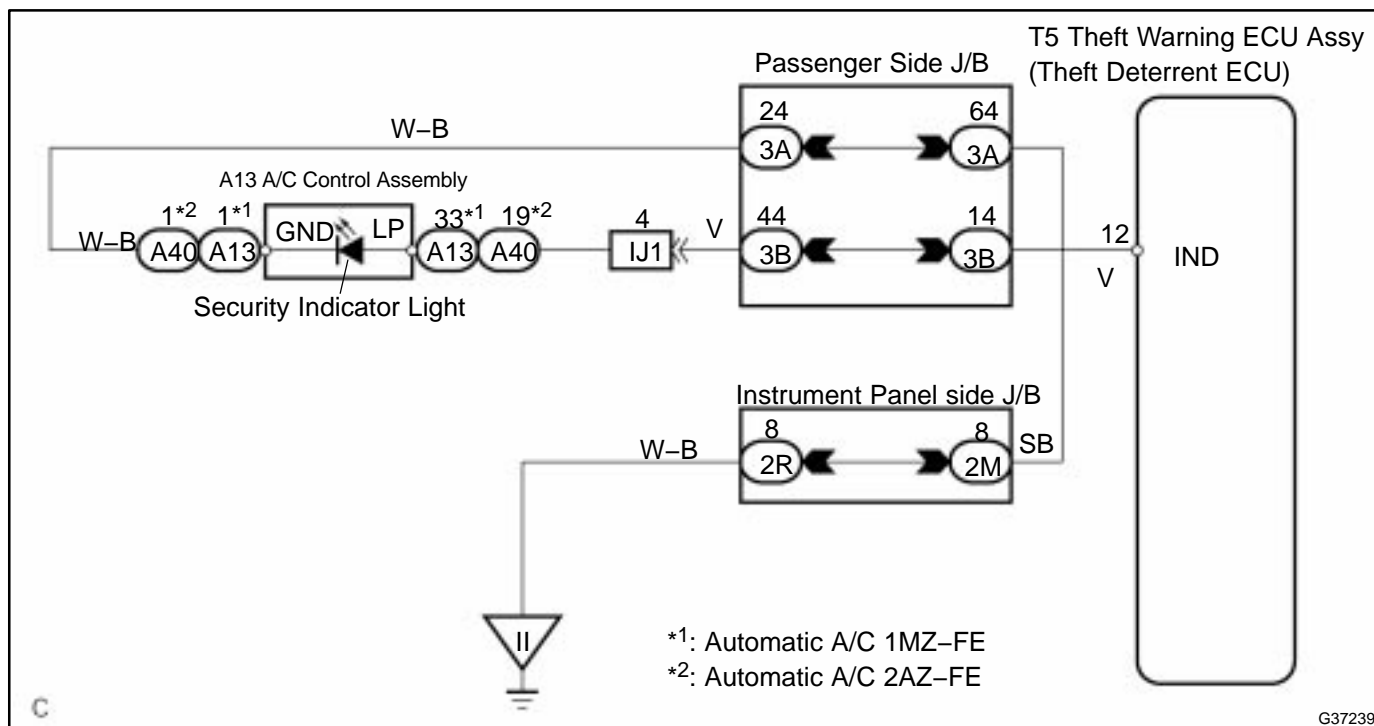 T5 Theft Warning ECU Assy
(Theft Deterrent ECU)
Passenger Side J/B
24
64
W−B
3A
3A
A13 A/C Control Assembly
1*2
1*1
GND
LP
33*1
19*2
4
V
44
14
12
W−B
A40
A13
A13
A40
IJ1
3B
3B
V
IND
Security Indicator Light
Instrument Panel side J/B
8
8
W−B
2R
2M
SB
II
*1: Automatic A/C 1MZ−FE
*2: Automatic A/C 2AZ−FE
C
G37239